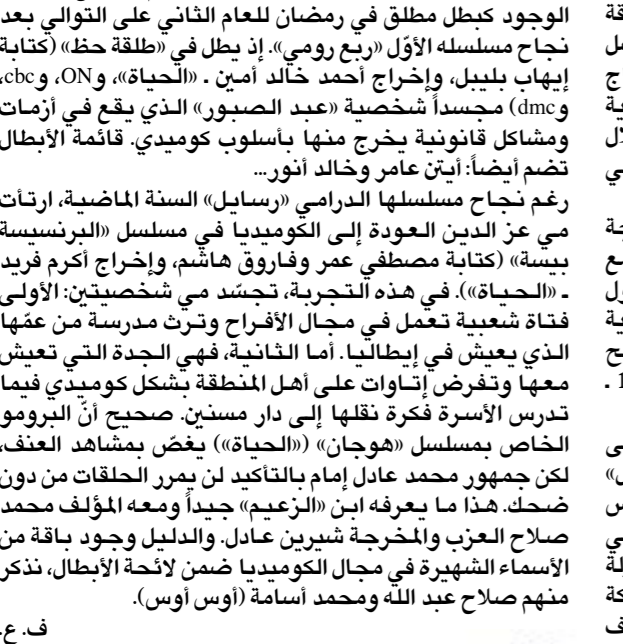 الوجود كبطل مطلق في رمضان للعام الثاني على التوالي بعد
نجاح مسلسله الأوّل «ربع رومي». إذ يطل في «طلقة حظ» (كتابة
إيهاب بليبل، وإخراج أحمد خالد أمين ـ «الحياة»، وON، وcbc،
وdmc) مجسداً شخصية «عبد الصبور» الذي يقع في أزمات
ومشاكل قانونية يخرج منها بأسلوب كوميدي. قائمة الأبطال
تضم أيضاً: أيتن عامر وخالد أنور...
رغم نجاح مسلسلها الدرامي «رسايل» السنة الماضية، ارتأت
مي عز الدين العودة إلى الكوميديا في مسلسل «البرنسيسة
بيسة» (كتابة مصطفى عمر وفاروق هاشم، وإخراج أكرم فريد
ـ «الحياة»). في هذه التجربة، تجسّد مي شخصيتين: الأولى
فتاة شعبية تعمل في مجال الأفراح وترث مدرسة من عمّها
الذي يعيش في إيطاليا. أما الثانية، فهي الجدة التي تعيش
معها وتفرض إتاوات على أهل المنطقة بشكل كوميدي فيما
تدرس الأسرة فكرة نقلها إلى دار مسنين. صحيح أنّ البرومو
الخاص بمسلسل «هوجان» («الحياة») يغصّ بمشاهد العنف،
لكن جمهور محمد عادل إمام بالتأكيد لن يمرر الحلقات من دون
ضحك. هذا ما يعرفه ابن «الزعيم» جيداً ومعه المؤلف محمد
صلاح العزب والمخرجة شيرين عادل. والدليل وجود باقة من
الأسماء الشهيرة في مجال الكوميديا ضمن لائحة الأبطال، نذكر
منهم صلاح عبد الله ومحمد أسامة (أوس أوس).
ف. ع.